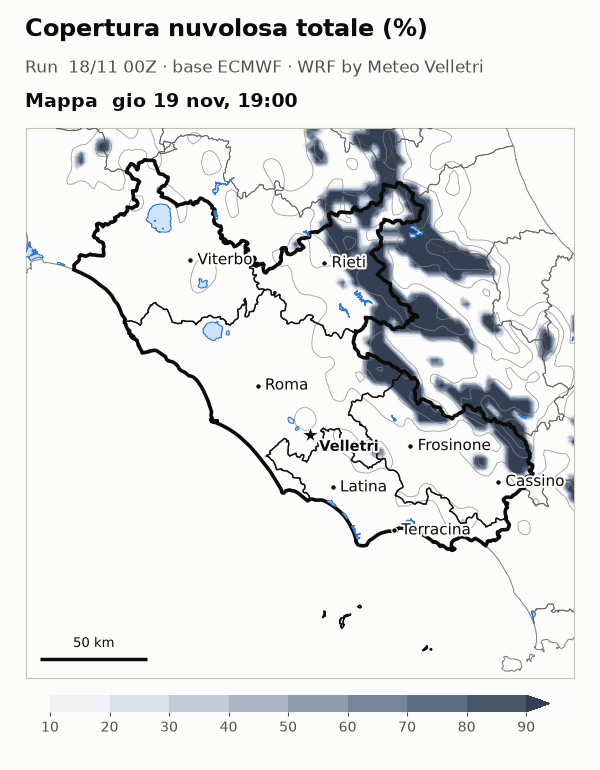 Copertura nuvolosa totale (%)
Run 18/11 00Z · base ECMWF · WRF by Meteo Velletri
Mappa gio 19 nov, 19:00
Viterbo
Rieti
Roma
Velletri
Frosinone
Cassino
Latina
Terracina
50 km
10 20 30 40 50 60 70 80 90